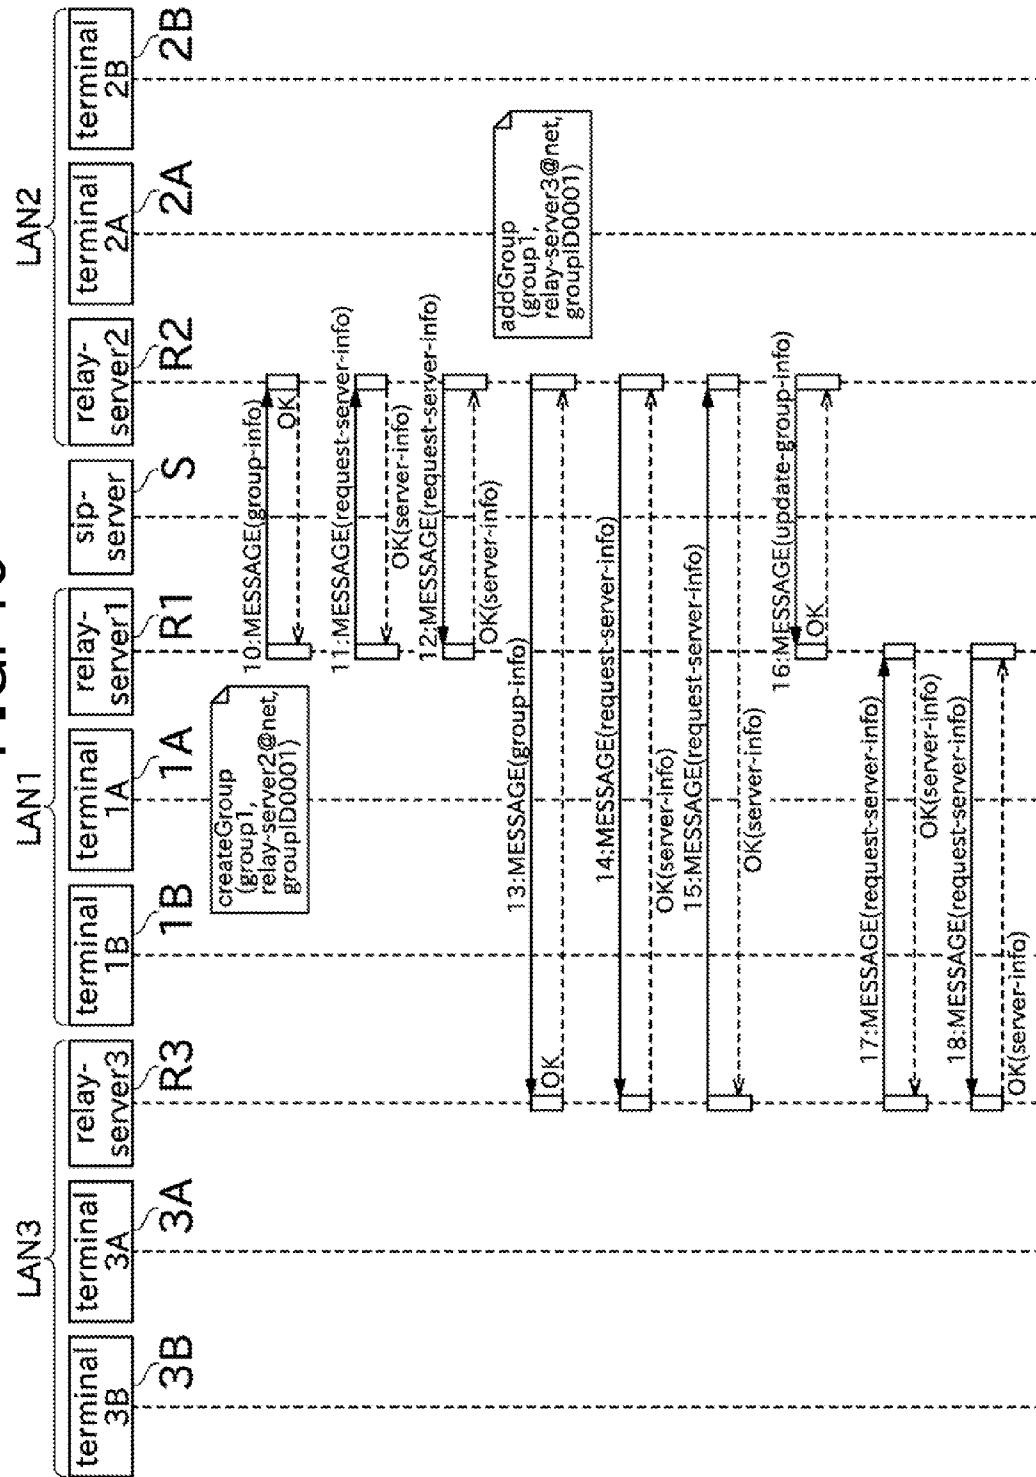 LAN3
LAN1
LAN2
terminal
3B
terminal
3A
relay-
server3
terminal
1B
terminal
1A
relay-
server1
sip-
server
relay-
server2
terminal
2A
terminal
2B
3B
3A
R3
1B
1A
R1
S
R2
2A
2B
createGroup
(group1,
relay-server2@net,
groupID0001)
10:MESSAGE(group-info)
OK
11:MESSAGE(request-server-info)
OK(server-info)
12:MESSAGE(request-server-info)
OK(server-info)
addGroup
(group1,
relay-server3@net,
groupID0001)
13:MESSAGE(group-info)
OK
14:MESSAGE(request-server-info)
OK(server-info)
15:MESSAGE(request-server-info)
OK(server-info)
16:MESSAGE(update-group-info)
OK
17:MESSAGE(request-server-info)
OK(server-info)
18:MESSAGE(request-server-info)
OK(server-info)